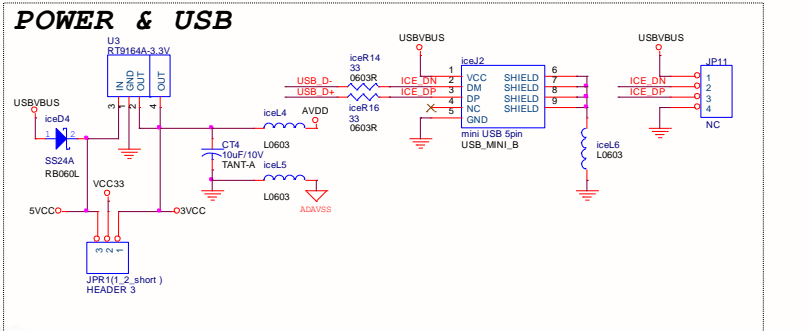 POWER & USB
U3
RT9164A-3.3V
IN
GND
OUT
OUT
3
1
2
4
USBVBUS
iceD4
1
2
SS24A
RB060L
VCC33
5VCC
3VCC
3
2
1
JPR1(1_2_short )
HEADER 3
CT4
10uF/10V
TANT-A
iceL4
AVDD
L0603
iceL5
L0603
ADAVSS
iceR14
33
0603R
USB_D-
ICE_DN
USB_D+
ICE_DP
iceR16
33
0603R
USBVBUS
iceJ2
1 VCC SHIELD 6
2 DM SHIELD 7
3 DP SHIELD 8
4 NC SHIELD 9
5 GND
mini USB 5pin
USB_MINI_B
iceL6
L0603
USBVBUS
JP11
1
ICE_DN 2
ICE_DP 3
4
NC